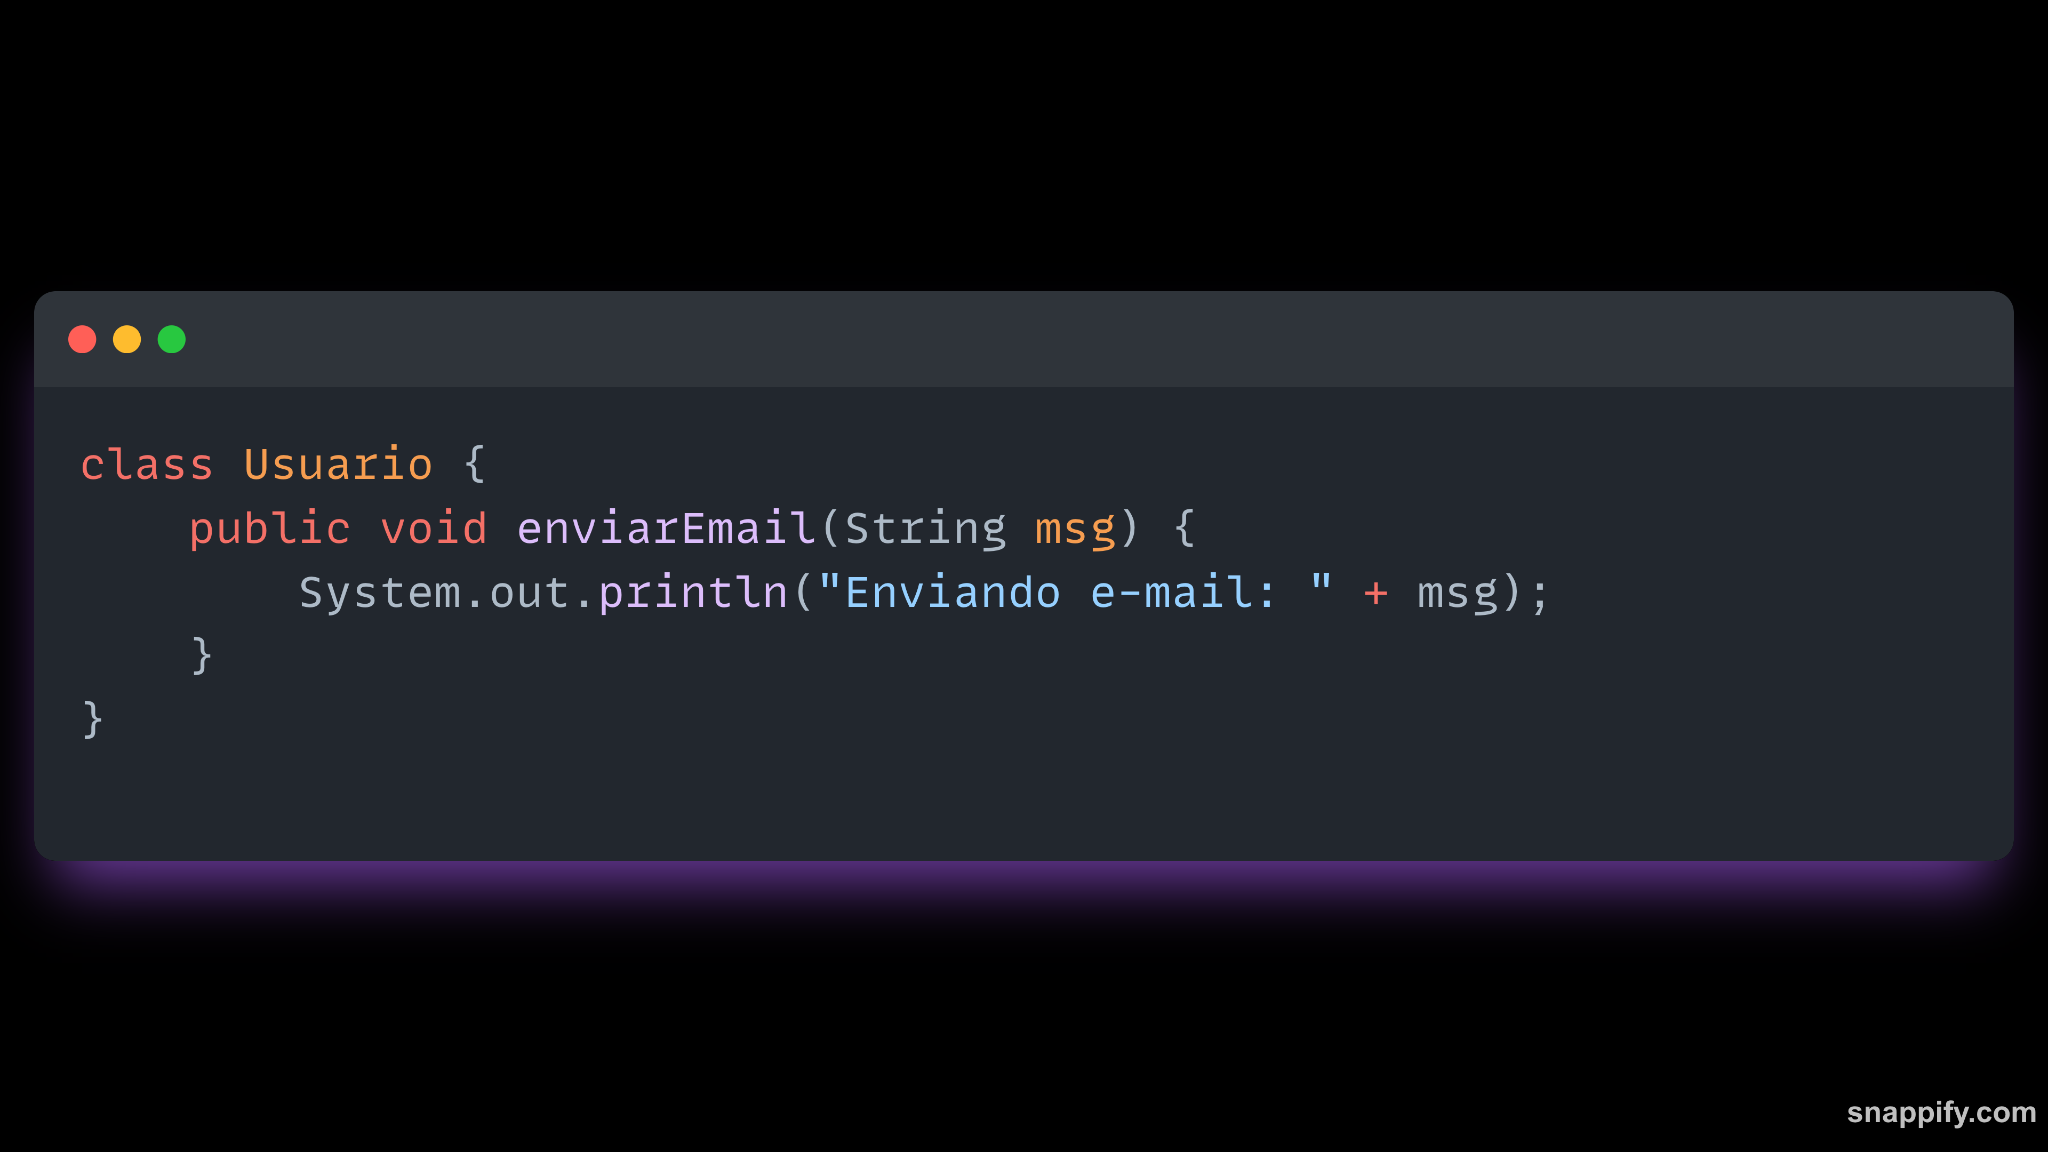 class Usuario {
    public void enviarEmail(String msg) {
        System.out.println("Enviando e-mail: " + msg);
    }
}
snappify.com